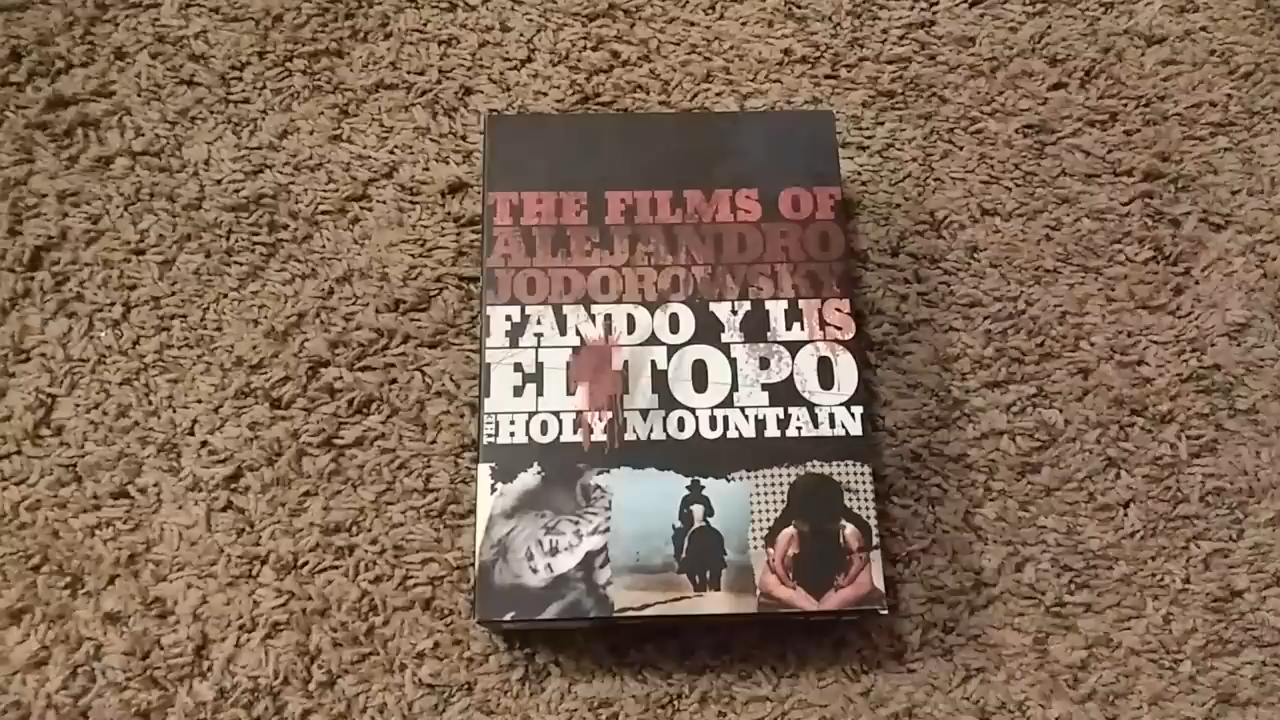 THE FILMS OF
ALEJANDRO
JODOROWSKY
FANDO Y LIS
EL TOPO
THE HOLY MOUNTAIN